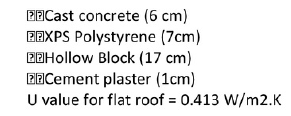 Cast concrete (6 cm)
XPS Polystyrene (7cm)
Hollow Block (17 cm)
Cement plaster (1cm)
U value for flat roof = 0.413 W/m2.K